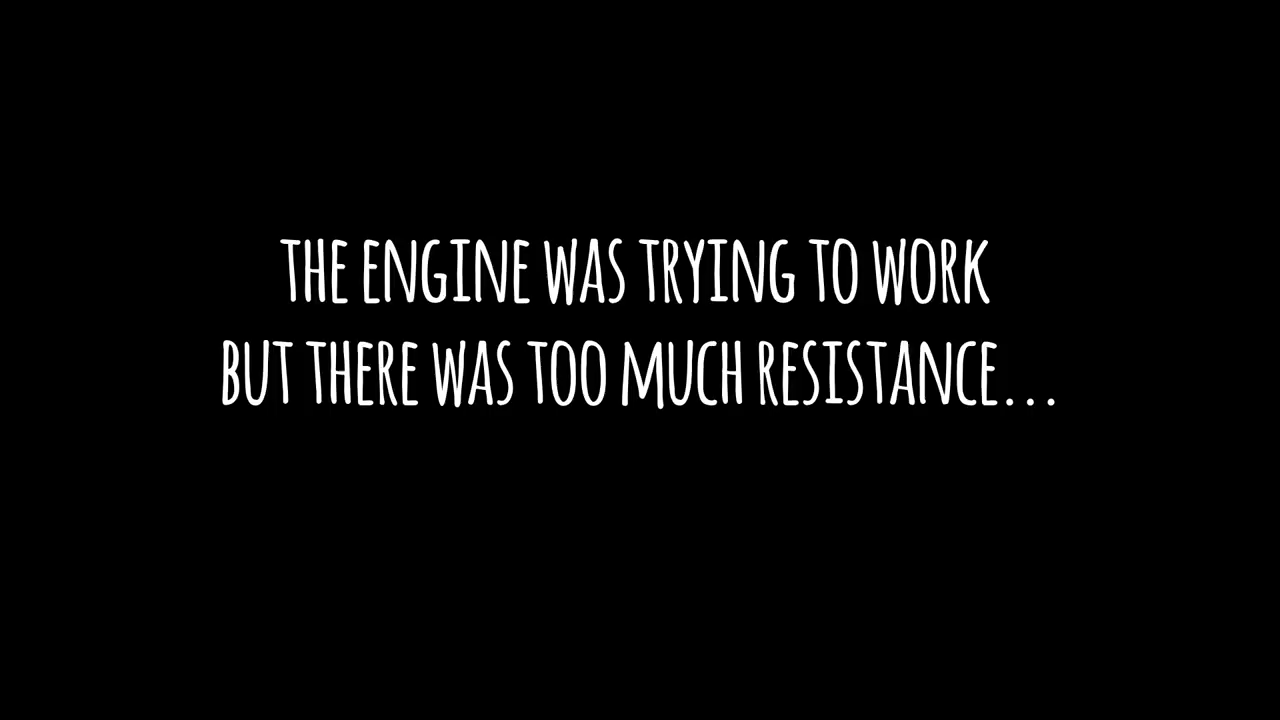 THE ENGINE WAS TRYING TO WORK
BUT THERE WAS TOO MUCH RESISTANCE...